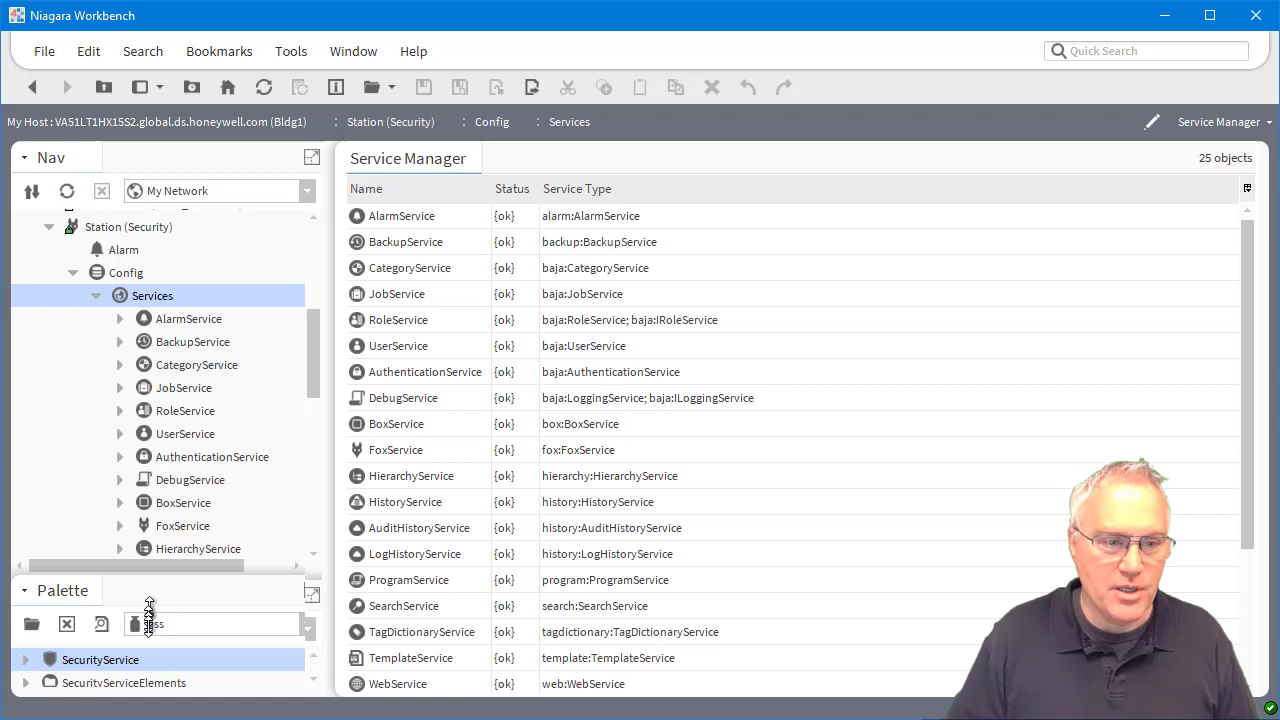 Niagara Workbench
File Edit Search Bookmarks Tools Window Help
Quick Search
My Host : VA51LT1HX15S2.global.ds.honeywell.com (Bldg1) : Station (Security) : Config : Services
Service Manager
Nav
My Network
Station (Security)
Alarm
Config
Services
AlarmService
BackupService
CategoryService
JobService
RoleService
UserService
AuthenticationService
DebugService
BoxService
FoxService
HierarchyService
Palette
SecurityService
SecurityServiceElements
Service Manager
25 objects
Name Status Service Type
AlarmService {ok} alarm:AlarmService
BackupService {ok} backup:BackupService
CategoryService {ok} baja:CategoryService
JobService {ok} baja:JobService
RoleService {ok} baja:RoleService; baja:IRoleService
UserService {ok} baja:UserService
AuthenticationService {ok} baja:AuthenticationService
DebugService {ok} baja:LoggingService; baja:ILoggingService
BoxService {ok} box:BoxService
FoxService {ok} fox:FoxService
HierarchyService {ok} hierarchy:HierarchyService
HistoryService {ok} history:HistoryService
AuditHistoryService {ok} history:AuditHistoryService
LogHistoryService {ok} history:LogHistoryService
ProgramService {ok} program:ProgramService
SearchService {ok} search:SearchService
TagDictionaryService {ok} tagdictionary:TagDictionaryService
TemplateService {ok} template:TemplateService
WebService {ok} web:WebService